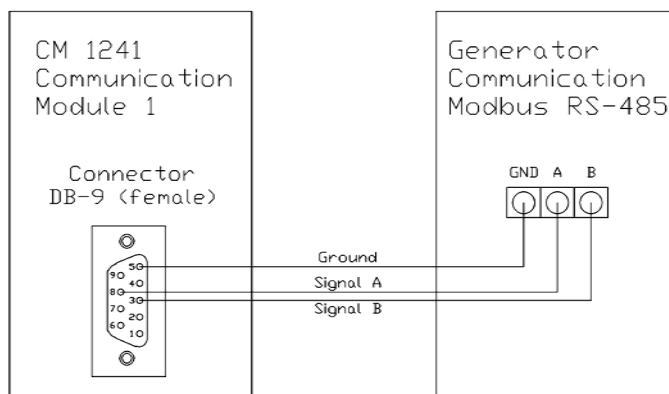 CM 1241
Communication
Module 1
Connector
DB-9 (female)
5
9
4
8
3
7
2
6
1
Generator
Communication
Modbus RS-485
GND A B
Ground
Signal A
Signal B